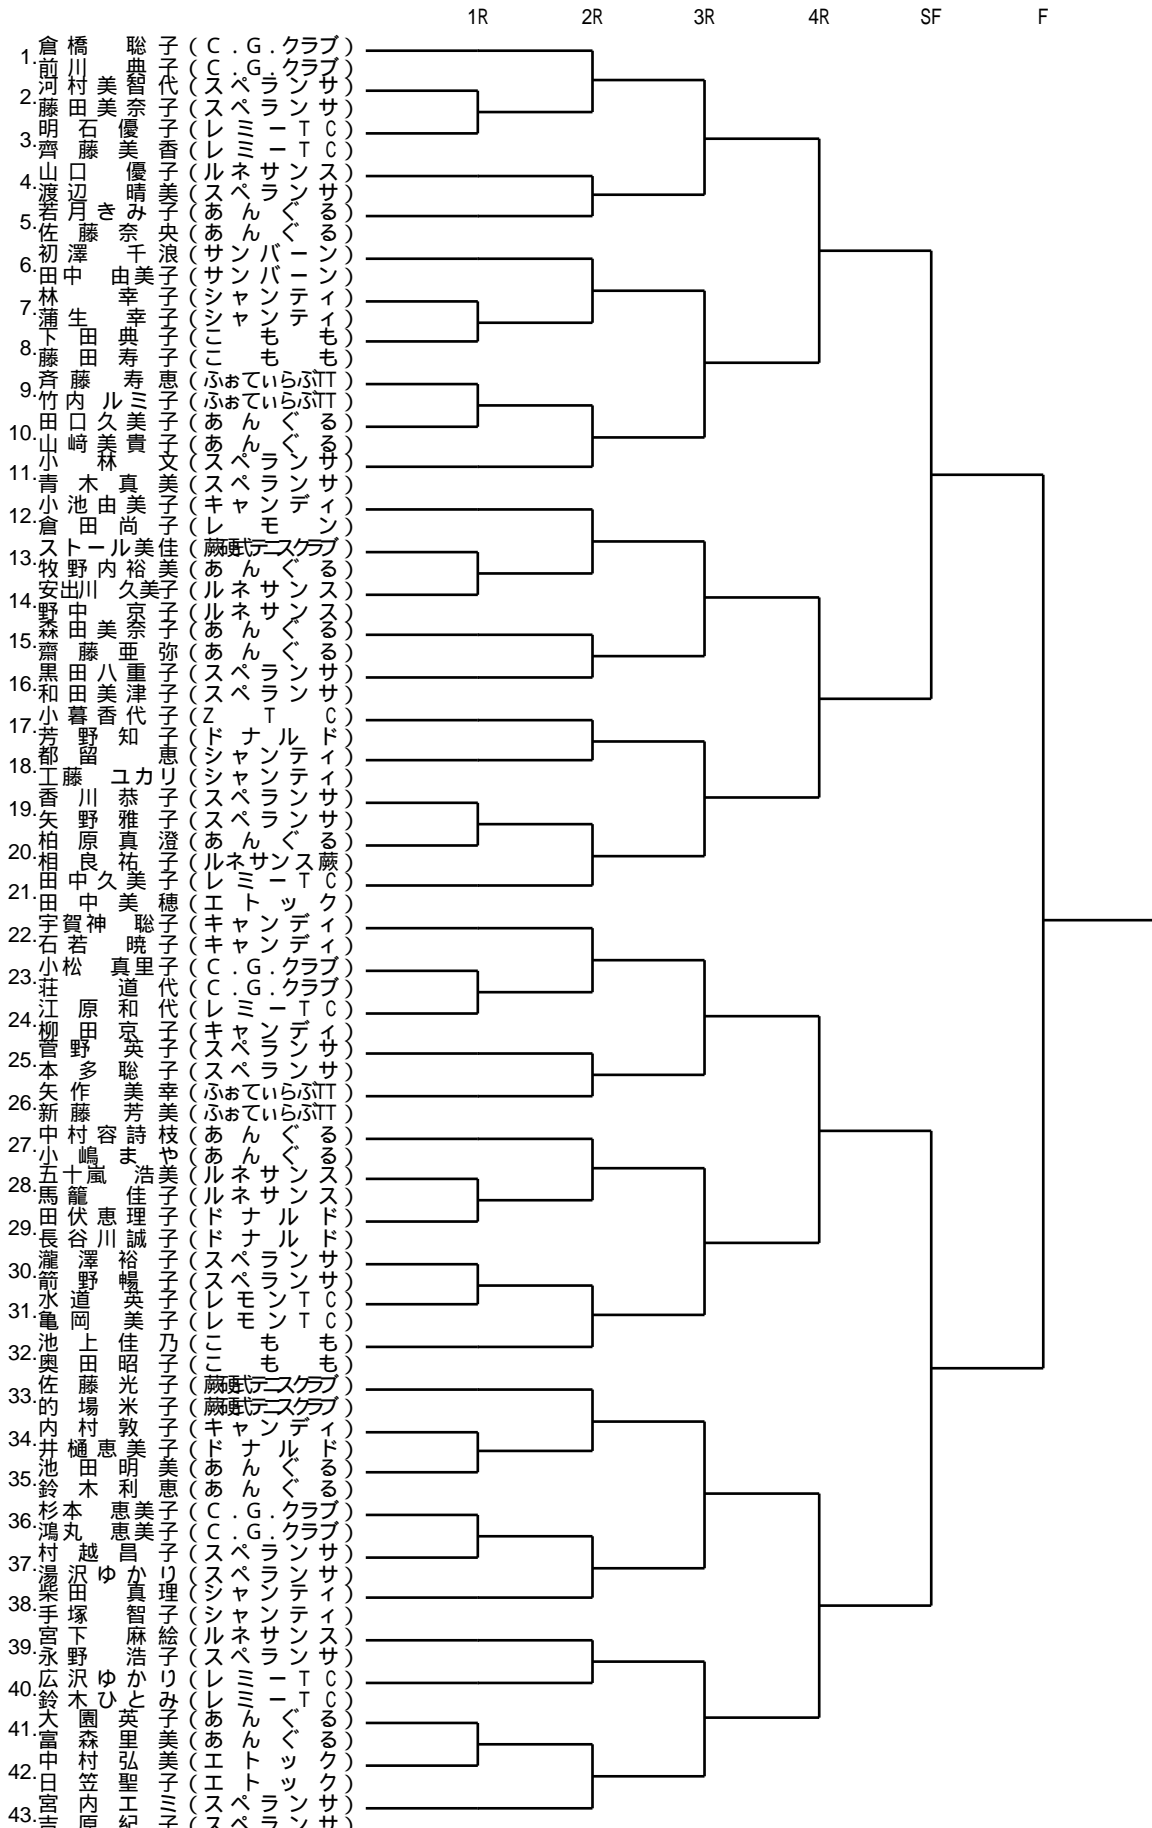 1R 2R 3R 4R SF F
1. 倉橋 聡子(C.G.クラブ)
前川 典子(C.G.クラブ)
2. 河村美智代(スペランサ)
藤田美奈子(スペランサ)
3. 明石優子(レミーTC)
齊藤美香(レミーTC)
4. 山口 優子(ルネサンス)
渡辺 晴美(スペランサ)
5. 若月きみ子(あんぐる)
佐藤奈央(あんぐる)
6. 初澤 千浪(サンバーン)
田中 由美子(サンバーン)
7. 林 幸子(シャンティ)
蒲生 幸子(シャンティ)
8. 下田典子(こもも)
藤田寿子(こもも)
9. 斉藤 寿恵(ふぉてぃらぶTT)
竹内 ルミ子(ふぉてぃらぶTT)
10. 田口久美子(あんぐる)
山﨑美貴子(あんぐる)
11. 小林 文(スペランサ)
青木真美(スペランサ)
12. 小池由美子(キャンディ)
倉田尚子(レモン)
13. ストール美佳(蕨硬式テニスクラブ)
牧野内裕美(あんぐる)
14. 安出川 久美子(ルネサンス)
野中 京子(ルネサンス)
15. 森田美奈子(あんぐる)
齋藤亜弥(あんぐる)
16. 黒田八重子(スペランサ)
和田美津子(スペランサ)
17. 小暮香代子(ZTC)
芳野知子(ドナルド)
18. 都留 恵(シャンティ)
工藤 ユカリ(シャンティ)
19. 香川恭子(スペランサ)
矢野雅子(スペランサ)
20. 柏原真澄(あんぐる)
相良祐子(ルネサンス蕨)
21. 田中久美子(レミーTC)
田中美穂(エトック)
22. 宇賀神 聡子(キャンディ)
石若 暁子(キャンディ)
23. 小松 真里子(C.G.クラブ)
荘 道代(C.G.クラブ)
24. 江原和代(レミーTC)
柳田京子(キャンディ)
25. 菅野 英子(スペランサ)
本多聡子(スペランサ)
26. 矢作 美幸(ふぉてぃらぶTT)
新藤 芳美(ふぉてぃらぶTT)
27. 中村容詩枝(あんぐる)
小嶋まや(あんぐる)
28. 五十嵐 浩美(ルネサンス)
馬籠 佳子(ルネサンス)
29. 田伏恵理子(ドナルド)
長谷川誠子(ドナルド)
30. 瀧澤裕子(スペランサ)
箭野暢子(スペランサ)
31. 水道 英子(レモンTC)
亀岡 美子(レモンTC)
32. 池上佳乃(こもも)
奥田昭子(こもも)
33. 佐藤光子(蕨硬式テニスクラブ)
的場米子(蕨硬式テニスクラブ)
34. 内村敦子(キャンディ)
井樋恵美子(ドナルド)
35. 池田明美(あんぐる)
鈴木利恵(あんぐる)
36. 杉本 恵美子(C.G.クラブ)
鴻丸 恵美子(C.G.クラブ)
37. 村越昌子(スペランサ)
湯沢ゆかり(スペランサ)
38. 柴田 真理(シャンティ)
手塚 智子(シャンティ)
39. 宮下 麻絵(ルネサンス)
永野 浩子(スペランサ)
40. 広沢ゆかり(レミーTC)
鈴木ひとみ(レミーTC)
41. 大園英子(あんぐる)
富森里美(あんぐる)
42. 中村弘美(エトック)
日笠聖子(エトック)
43. 宮内エミ(スペランサ)
吉原紀子(スペランサ)